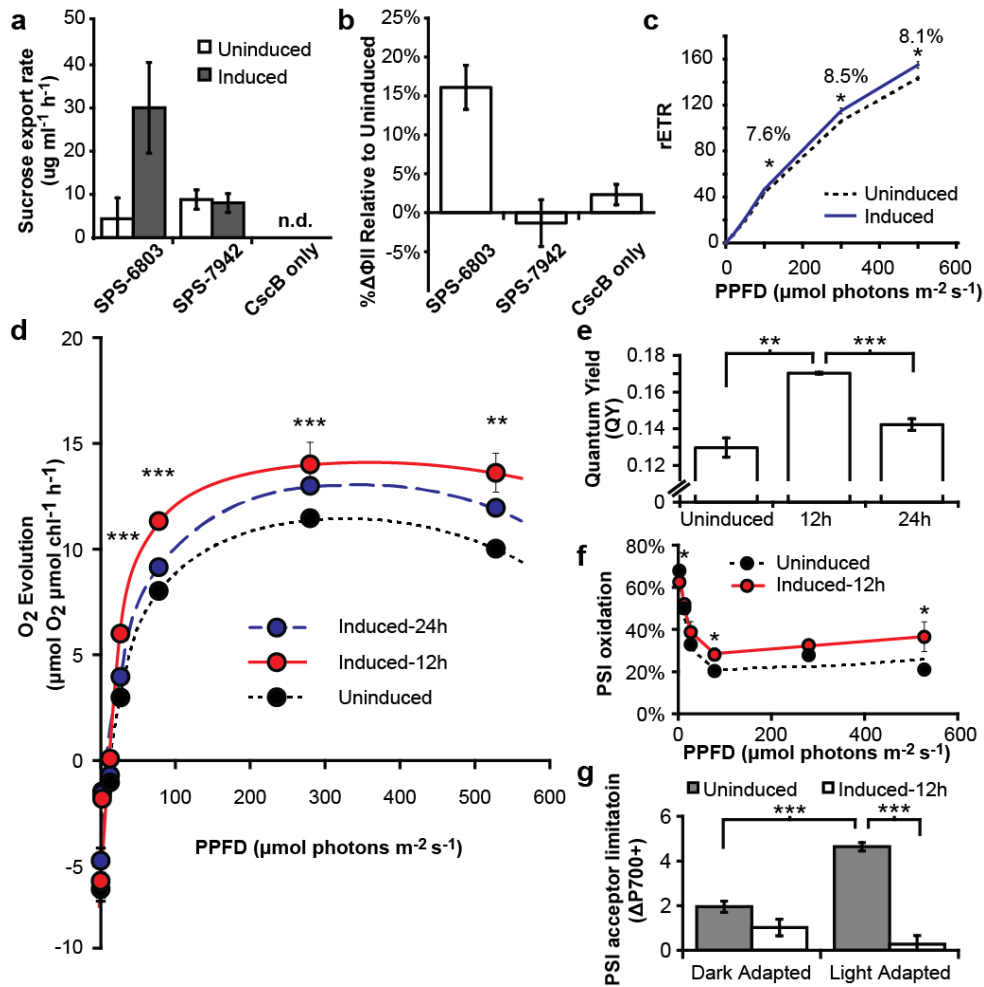 a
50
40
30
20
10
0
Sucrose export rate
(ug ml-1 h-1)
Uninduced
Induced
n.d.
SPS-6803
SPS-7942
CscB only
b
25%
20%
15%
10%
5%
0%
-5%
%ΔΦII Relative to Uninduced
SPS-6803
SPS-7942
CscB only
c
160
120
80
40
0
rETR
7.6%
*
8.5%
*
8.1%
*
Uninduced
Induced
0 200 400 600
PPFD (µmol photons m-2 s-1)
d
20
15
10
5
0
-5
-10
O2 Evolution
(µmol O2 µmol chl-1 h-1)
***
***
***
**
Induced-24h
Induced-12h
Uninduced
100 200 300 400 500 600
PPFD (µmol photons m-2 s-1)
e
** ***
0.18
0.16
0.14
0.12
0
Quantum Yield
(QY)
Uninduced 12h 24h
f
80%
60%
40%
20%
0%
PSI oxidation
*
*
*
Uninduced
Induced-12h
0 200 400 600
PPFD (µmol photons m-2 s-1)
g
Uninduced Induced-12h
*** ***
6
4
2
0
PSI acceptor limitatoin
(ΔP700+)
Dark Adapted Light Adapted